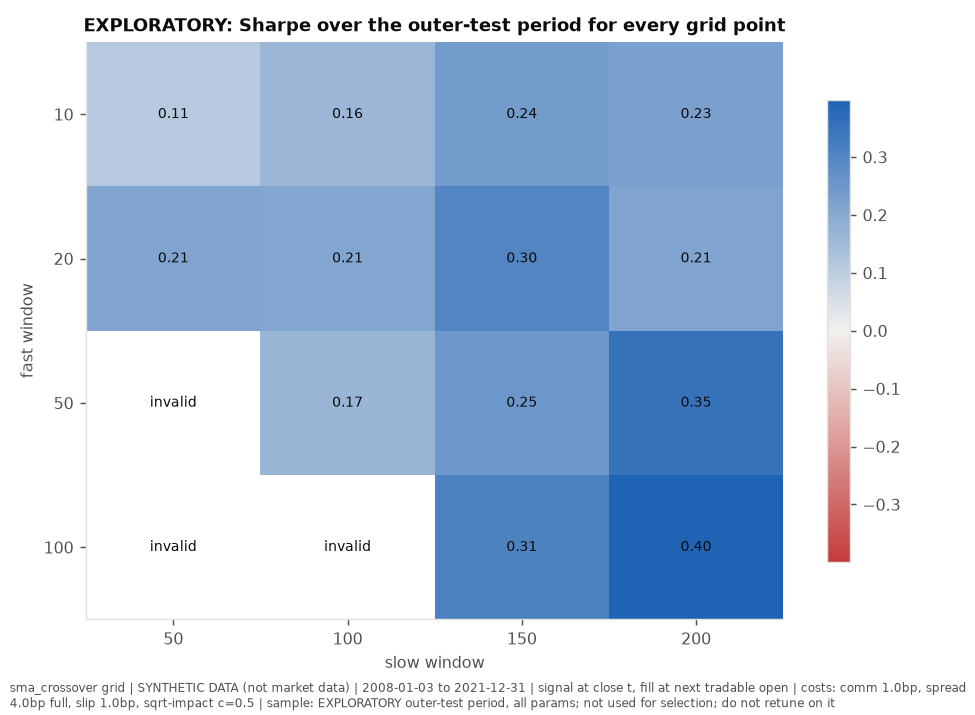 EXPLORATORY: Sharpe over the outer-test period for every grid point
10
0.11 0.16 0.24 0.23
20
0.21 0.21 0.30 0.21
50
invalid 0.17 0.25 0.35
100
invalid invalid 0.31 0.40
fast window
50 100 150 200
slow window
0.3
0.2
0.1
0.0
−0.1
−0.2
−0.3
sma_crossover grid | SYNTHETIC DATA (not market data) | 2008-01-03 to 2021-12-31 | signal at close t, fill at next tradable open | costs: comm 1.0bp, spread
4.0bp full, slip 1.0bp, sqrt-impact c=0.5 | sample: EXPLORATORY outer-test period, all params; not used for selection; do not retune on it